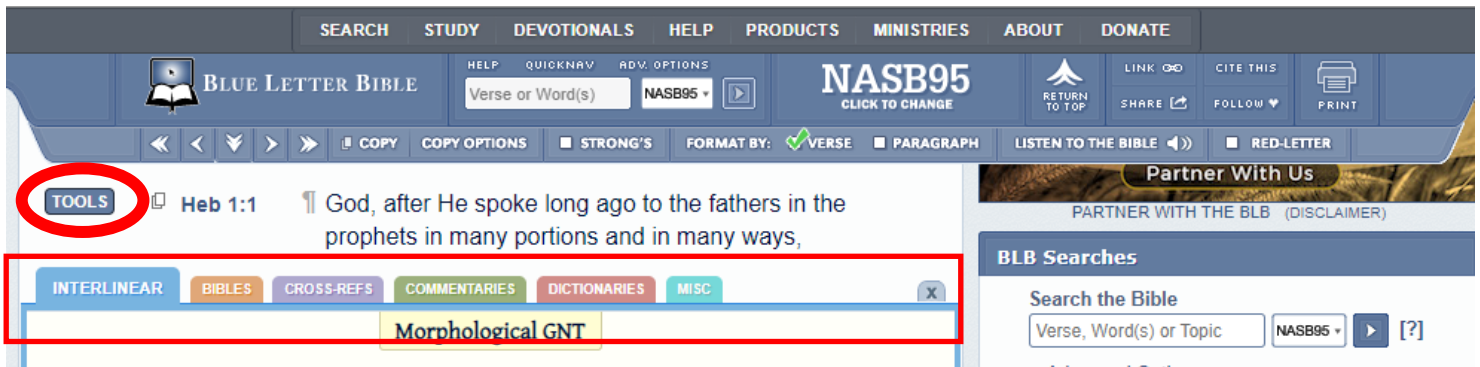 SEARCH STUDY DEVOTIONALS HELP PRODUCTS MINISTRIES ABOUT DONATE
BLUE LETTER BIBLE
HELP QUICKNAV ADV. OPTIONS
Verse or Word(s) NASB95
NASB95
CLICK TO CHANGE
RETURN
TO TOP
LINK CITE THIS
SHARE FOLLOW
PRINT
COPY COPY OPTIONS STRONG'S FORMAT BY: VERSE PARAGRAPH LISTEN TO THE BIBLE RED-LETTER
TOOLS Heb 1:1 ¶ God, after He spoke long ago to the fathers in the
prophets in many portions and in many ways,
INTERLINEAR BIBLES CROSS-REFS COMMENTARIES DICTIONARIES MISC X
Morphological GNT
Partner With Us
PARTNER WITH THE BLB (DISCLAIMER)
BLB Searches
Search the Bible
Verse, Word(s) or Topic NASB95 [?]